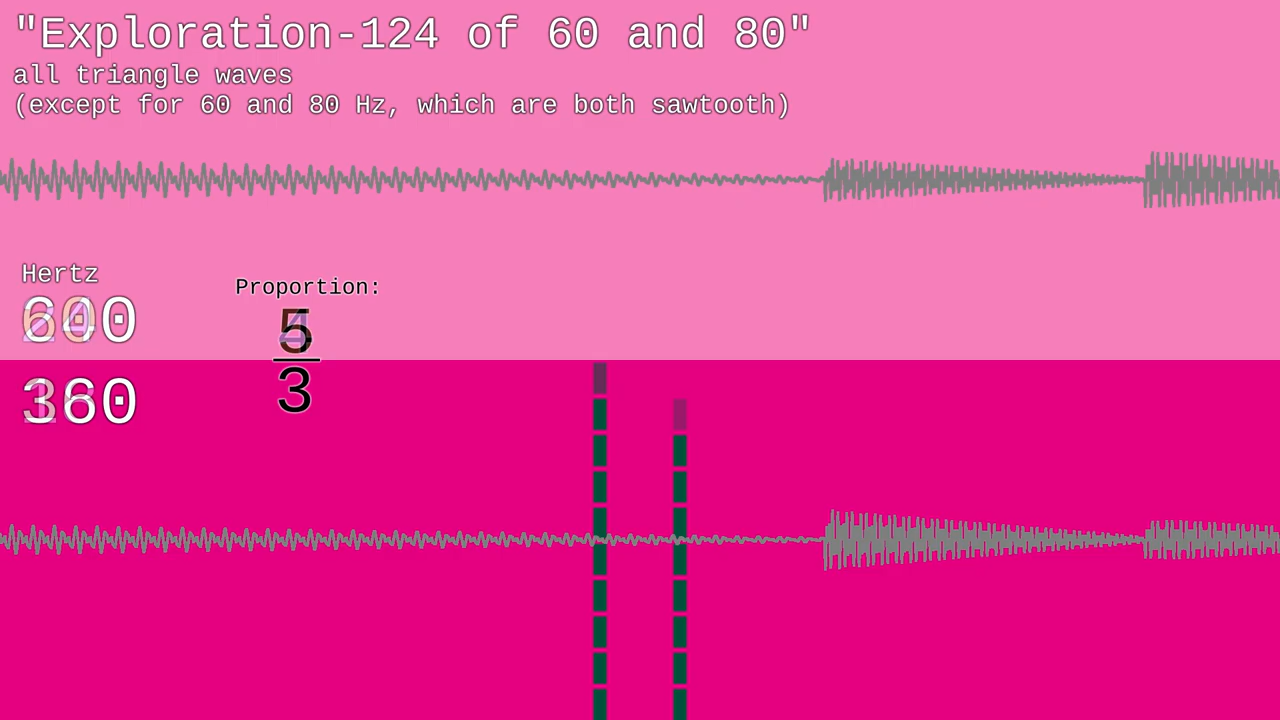 "Exploration-124 of 60 and 80"
all triangle waves
(except for 60 and 80 Hz, which are both sawtooth)
Hertz
600
Proportion:
5
3
360